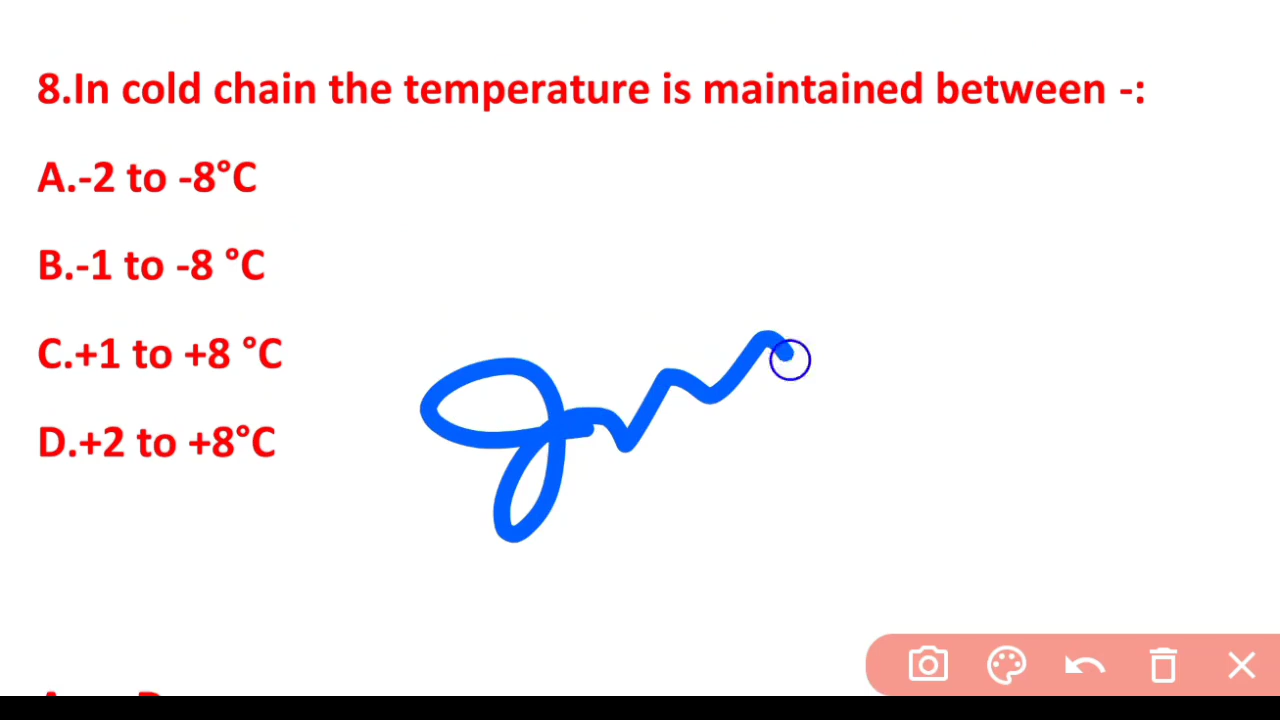 8.In cold chain the temperature is maintained between -:
A.-2 to -8°C
B.-1 to -8 °C
C.+1 to +8 °C
D.+2 to +8°C